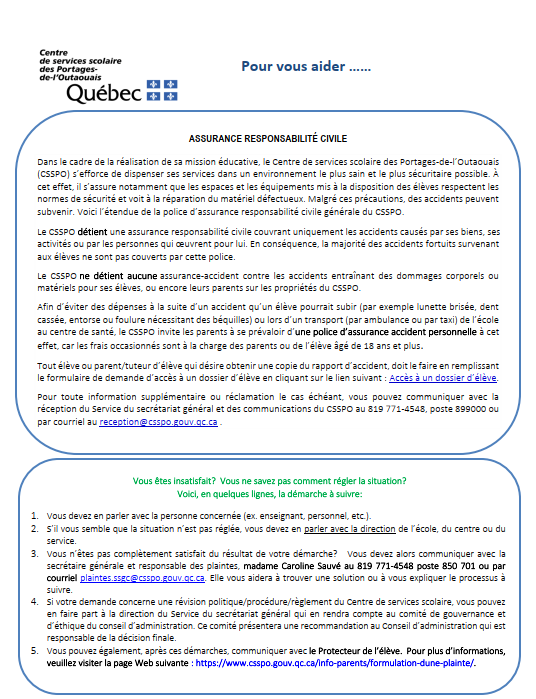 Centre
de services scolaire
des Portages-
de-l'Outaouais
Québec
Pour vous aider ……
ASSURANCE RESPONSABILITÉ CIVILE
Dans le cadre de la réalisation de sa mission éducative, le Centre de services scolaire des Portages-de-l'Outaouais
(CSSPO) s'efforce de dispenser ses services dans un environnement le plus sain et le plus sécuritaire possible. À
cet effet, il s'assure notamment que les espaces et les équipements mis à la disposition des élèves respectent les
normes de sécurité et voit à la réparation du matériel défectueux. Malgré ces précautions, des accidents peuvent
subvenir. Voici l'étendue de la police d'assurance responsabilité civile générale du CSSPO.
Le CSSPO détient une assurance responsabilité civile couvrant uniquement les accidents causés par ses biens, ses
activités ou par les personnes qui œuvrent pour lui. En conséquence, la majorité des accidents fortuits survenant
aux élèves ne sont pas couverts par cette police.
Le CSSPO ne détient aucune assurance-accident contre les accidents entraînant des dommages corporels ou
matériels pour ses élèves, ou encore leurs parents sur les propriétés du CSSPO.
Afin d'éviter des dépenses à la suite d'un accident qu'un élève pourrait subir (par exemple lunette brisée, dent
cassée, entorse ou foulure nécessitant des béquilles) ou lors d'un transport (par ambulance ou par taxi) de l'école
au centre de santé, le CSSPO invite les parents à se prévaloir d'une police d'assurance accident personnelle à cet
effet, car les frais occasionnés sont à la charge des parents ou de l'élève âgé de 18 ans et plus.
Tout élève ou parent/tuteur d'élève qui désire obtenir une copie du rapport d'accident, doit le faire en remplissant
le formulaire de demande d'accès à un dossier d'élève en cliquant sur le lien suivant : Accès à un dossier d'élève.
Pour toute information supplémentaire ou réclamation le cas échéant, vous pouvez communiquer avec la
réception du Service du secrétariat général et des communications du CSSPO au 819 771-4548, poste 899000 ou
par courriel au reception@csspo.gouv.qc.ca .
Vous êtes insatisfait? Vous ne savez pas comment régler la situation?
Voici, en quelques lignes, la démarche à suivre:
1. Vous devez en parler avec la personne concernée (ex. enseignant, personnel, etc.).
2. S'il vous semble que la situation n'est pas réglée, vous devez en parler avec la direction de l'école, du centre ou du
service.
3. Vous n'êtes pas complètement satisfait du résultat de votre démarche? Vous devez alors communiquer avec la
secrétaire générale et responsable des plaintes, madame Caroline Sauvé au 819 771-4548 poste 850 701 ou par
courriel plaintes.ssgc@csspo.gouv.qc.ca. Elle vous aidera à trouver une solution ou à vous expliquer le processus à
suivre.
4. Si votre demande concerne une révision politique/procédure/règlement du Centre de services scolaire, vous pouvez
en faire part à la direction du Service du secrétariat général qui en rendra compte au comité de gouvernance et
d'éthique du conseil d'administration. Ce comité présentera une recommandation au Conseil d'administration qui est
responsable de la décision finale.
5. Vous pouvez également, après ces démarches, communiquer avec le Protecteur de l'élève. Pour plus d'informations,
veuillez visiter la page Web suivante : https://www.csspo.gouv.qc.ca/info-parents/formulation-dune-plainte/.